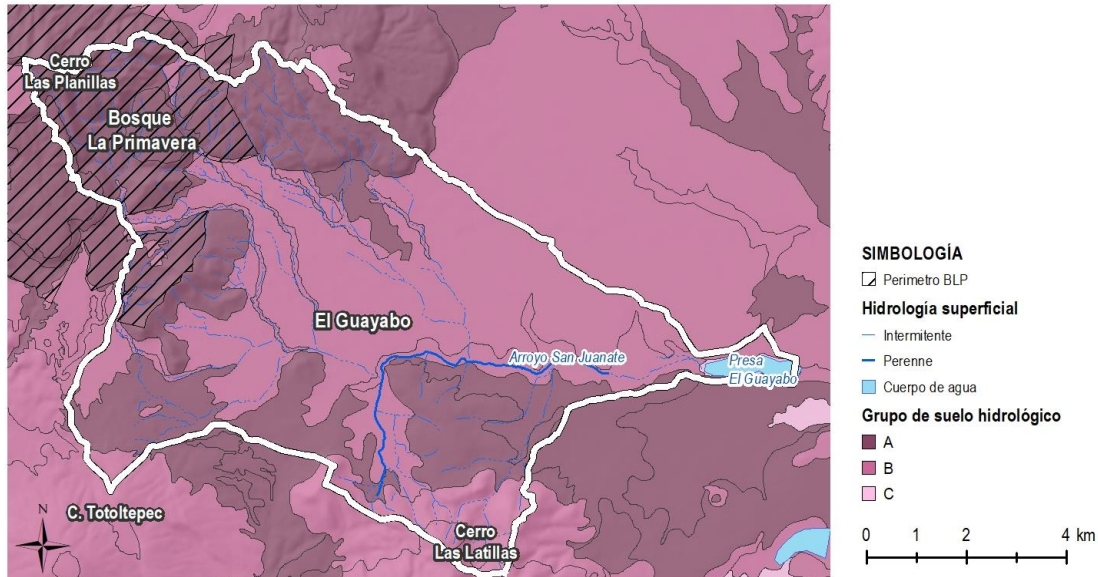 Cerro
Las Planillas
Bosque
La Primavera
El Guayabo
Arroyo San Juanate
Presa
El Guayabo
C. Totoltepec
Cerro
Las Latillas
N
SIMBOLOGÍA
Perimetro BLP
Hidrología superficial
Intermitente
Perenne
Cuerpo de agua
Grupo de suelo hidrológico
A
B
C
0 1 2 4 km